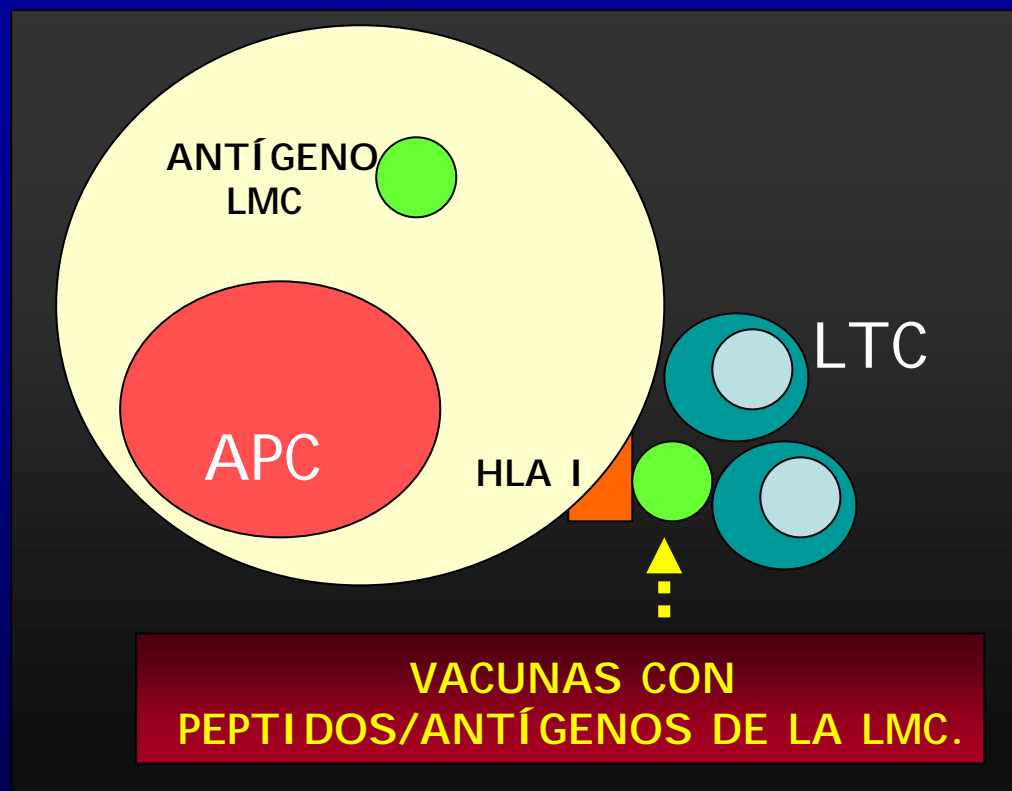 ANTÍGENO
LMC
LTC
APC
HLA I
VACUNAS CON
PEPTIDOS/ANTÍGENOS DE LA LMC.